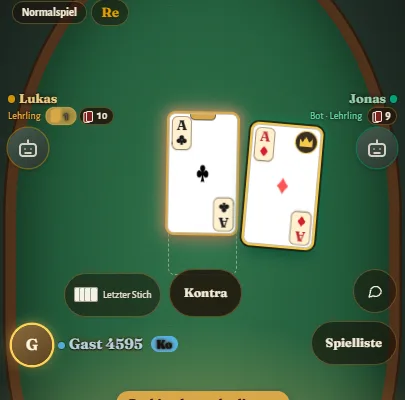 Normalspiel
Re
Lukas
Jonas
Lehrling
10
Bot · Lehrling
9
A
A
A
A
Letzter Stich
Kontra
G
Gast 4595
Ko
Spielliste